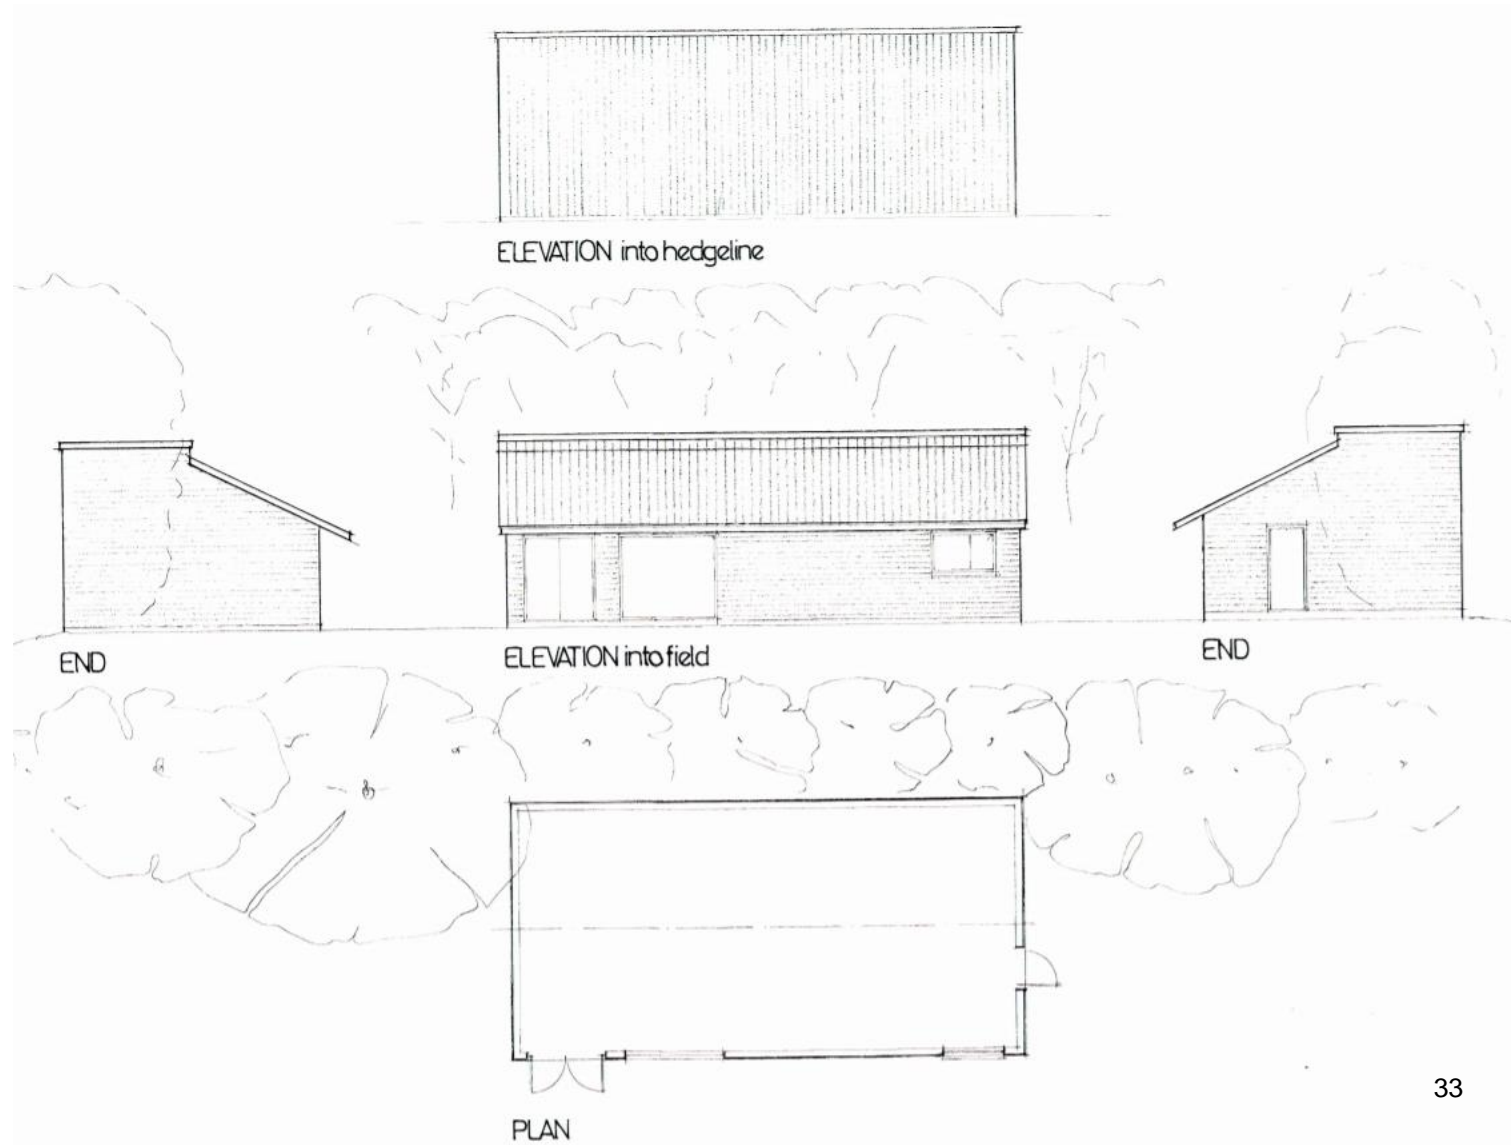 ELEVATION into hedgeline
END
ELEVATION into field
END
PLAN
33